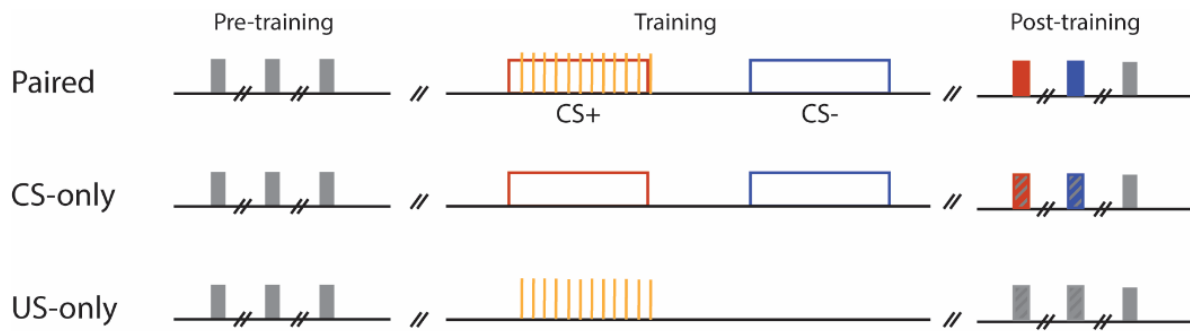 Pre-training Training Post-training
Paired
CS+ CS-
CS-only
US-only